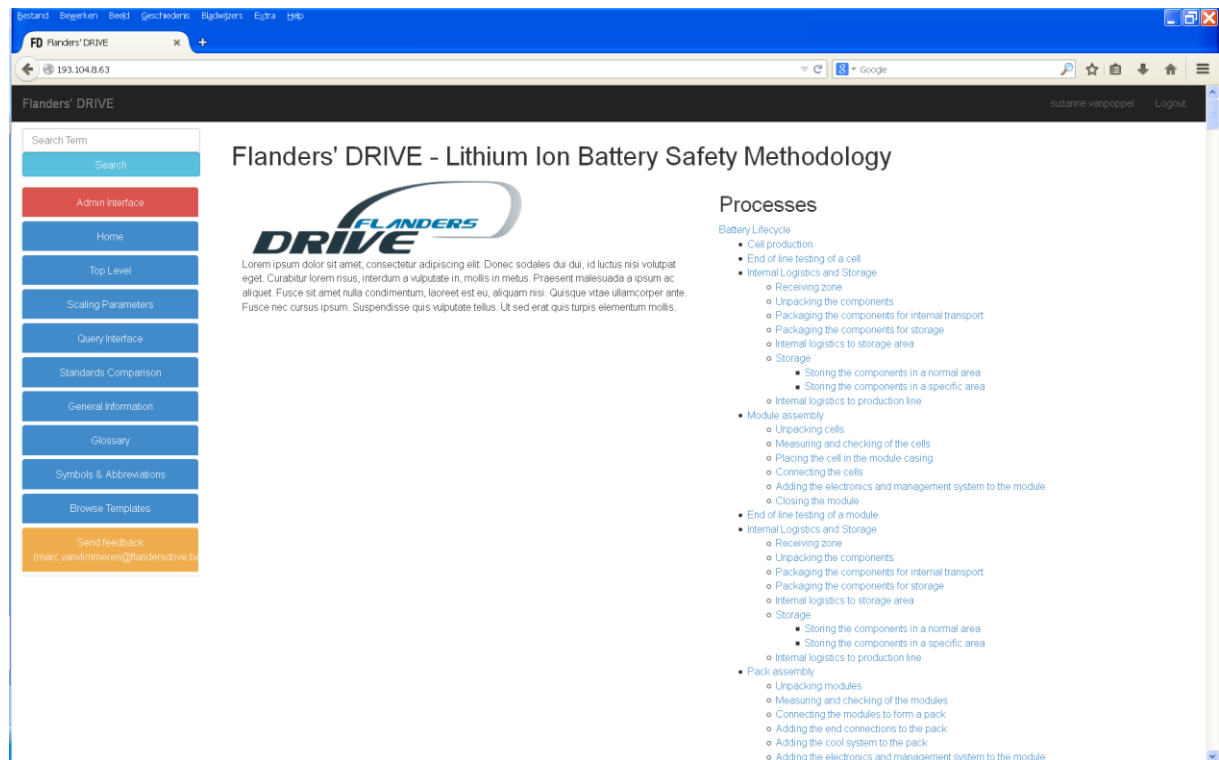 Bestand Bewerken Beeld Geschiedenis Bladwijzers Extra Help
FD Flanders' DRIVE
193.104.8.63
Google
Flanders' DRIVE
suzanne.vanpoppel Logout
Search Term
Search
Admin Interface
Home
Top Level
Scaling Parameters
Query Interface
Standards Comparison
General Information
Glossary
Symbols & Abbreviations
Browse Templates
Send feedback
(marc.vanvlimmeren@flandersdrive.be
Flanders' DRIVE - Lithium Ion Battery Safety Methodology
FLANDERS
DRIVE
Lorem ipsum dolor sit amet, consectetur adipiscing elit. Donec sodales dui dui, id luctus nisi volutpat
eget. Curabitur lorem risus, interdum a vulputate in, mollis in metus. Praesent malesuada a ipsum ac
aliquet. Fusce sit amet nulla condimentum, laoreet est eu, aliquam nisi. Quisque vitae ullamcorper ante.
Fusce nec cursus ipsum. Suspendisse quis vulputate tellus. Ut sed erat quis turpis elementum mollis.
Processes
Battery Lifecycle
Cell production
End of line testing of a cell
Internal Logistics and Storage
Receiving zone
Unpacking the components
Packaging the components for internal transport
Packaging the components for storage
Internal logistics to storage area
Storage
Storing the components in a normal area
Storing the components in a specific area
Internal logistics to production line
Module assembly
Unpacking cells
Measuring and checking of the cells
Placing the cell in the module casing
Connecting the cells
Adding the electronics and management system to the module
Closing the module
End of line testing of a module
Internal Logistics and Storage
Receiving zone
Unpacking the components
Packaging the components for internal transport
Packaging the components for storage
Internal logistics to storage area
Storage
Storing the components in a normal area
Storing the components in a specific area
Internal logistics to production line
Pack assembly
Unpacking modules
Measuring and checking of the modules
Connecting the modules to form a pack
Adding the end connections to the pack
Adding the cool system to the pack
Adding the electronics and management system to the module